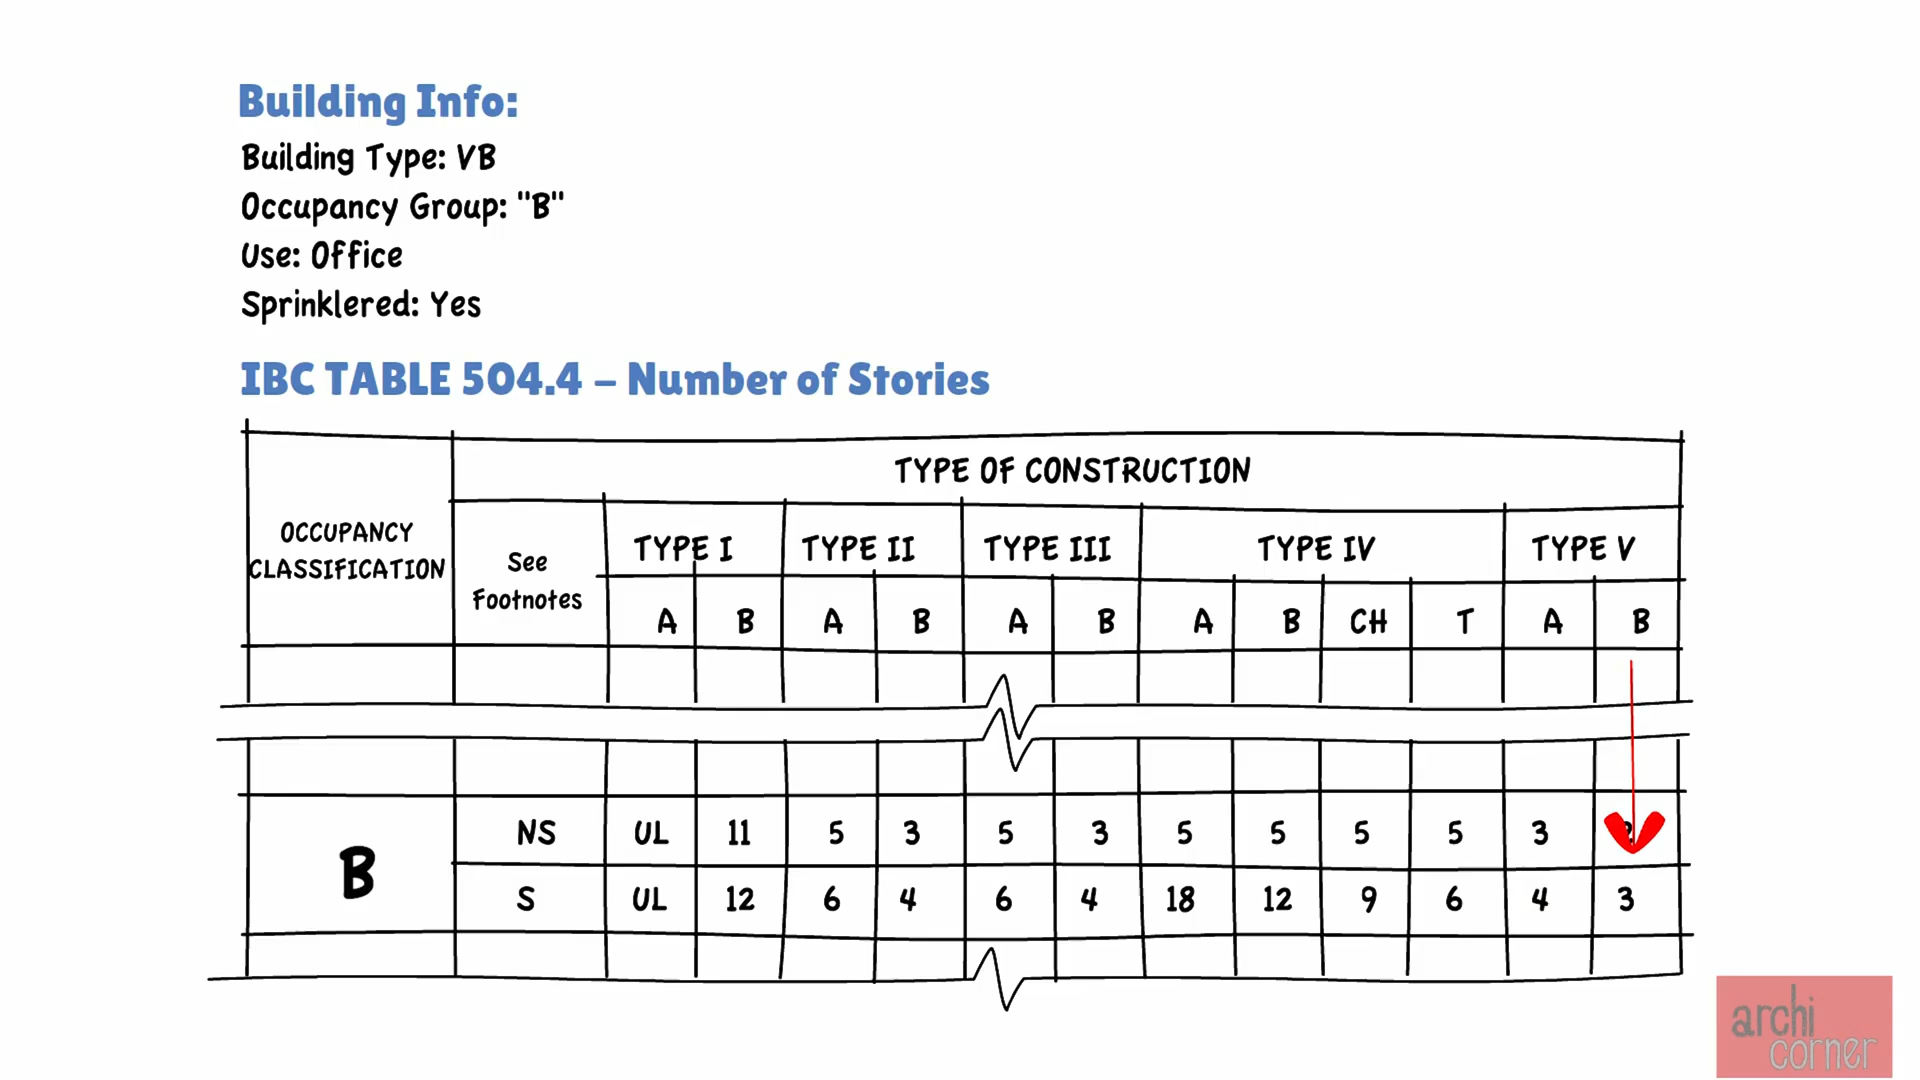 Building Info:
Building Type: VB
Occupancy Group: "B"
Use: Office
Sprinklered: Yes
IBC TABLE 504.4 – Number of Stories
TYPE OF CONSTRUCTION
OCCUPANCY
CLASSIFICATION
See
Footnotes
TYPE I TYPE II TYPE III TYPE IV TYPE V
A B A B A B A B CH T A B
B
NS UL 11 5 3 5 3 5 5 5 5 3
S UL 12 6 4 6 4 18 12 9 6 4 3
archi
corner